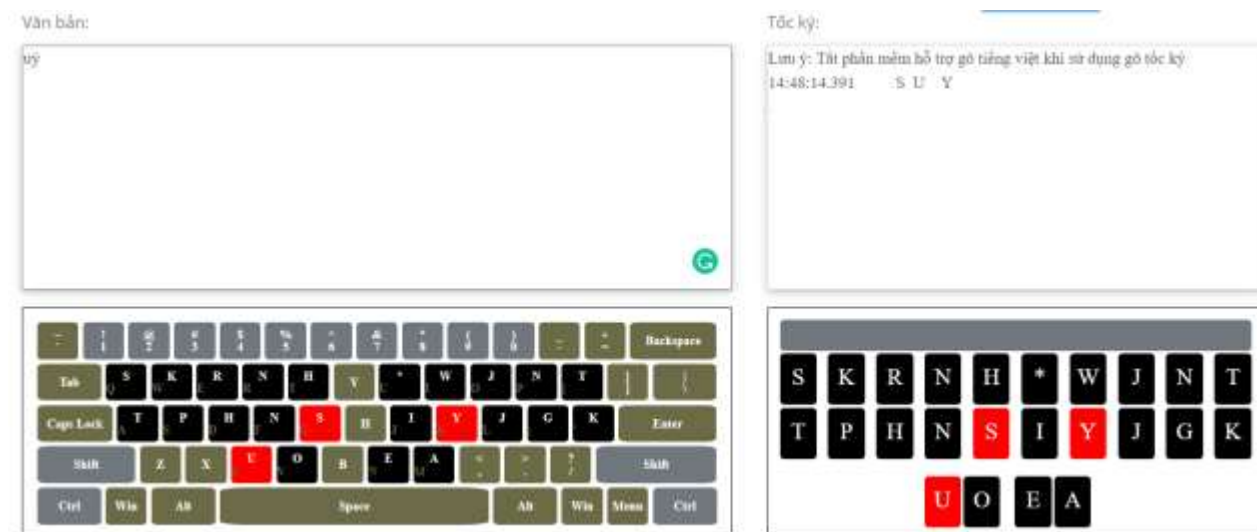 Văn bản:
Tốc ký:
uỷ
Lưu ý: Tắt phần mềm hỗ trợ gõ tiếng việt khi sử dụng gõ tốc ký
14:48:14.391 S U Y
Backspace
Tab S K R N H V * W J N T
Caps Lock T P H N S H I Y J G K Enter
Shift Z X U O B E A Shift
Ctrl Win Alt Space Alt Win Menu Ctrl
S K R N H * W J N T
T P H N S I Y J G K
U O E A